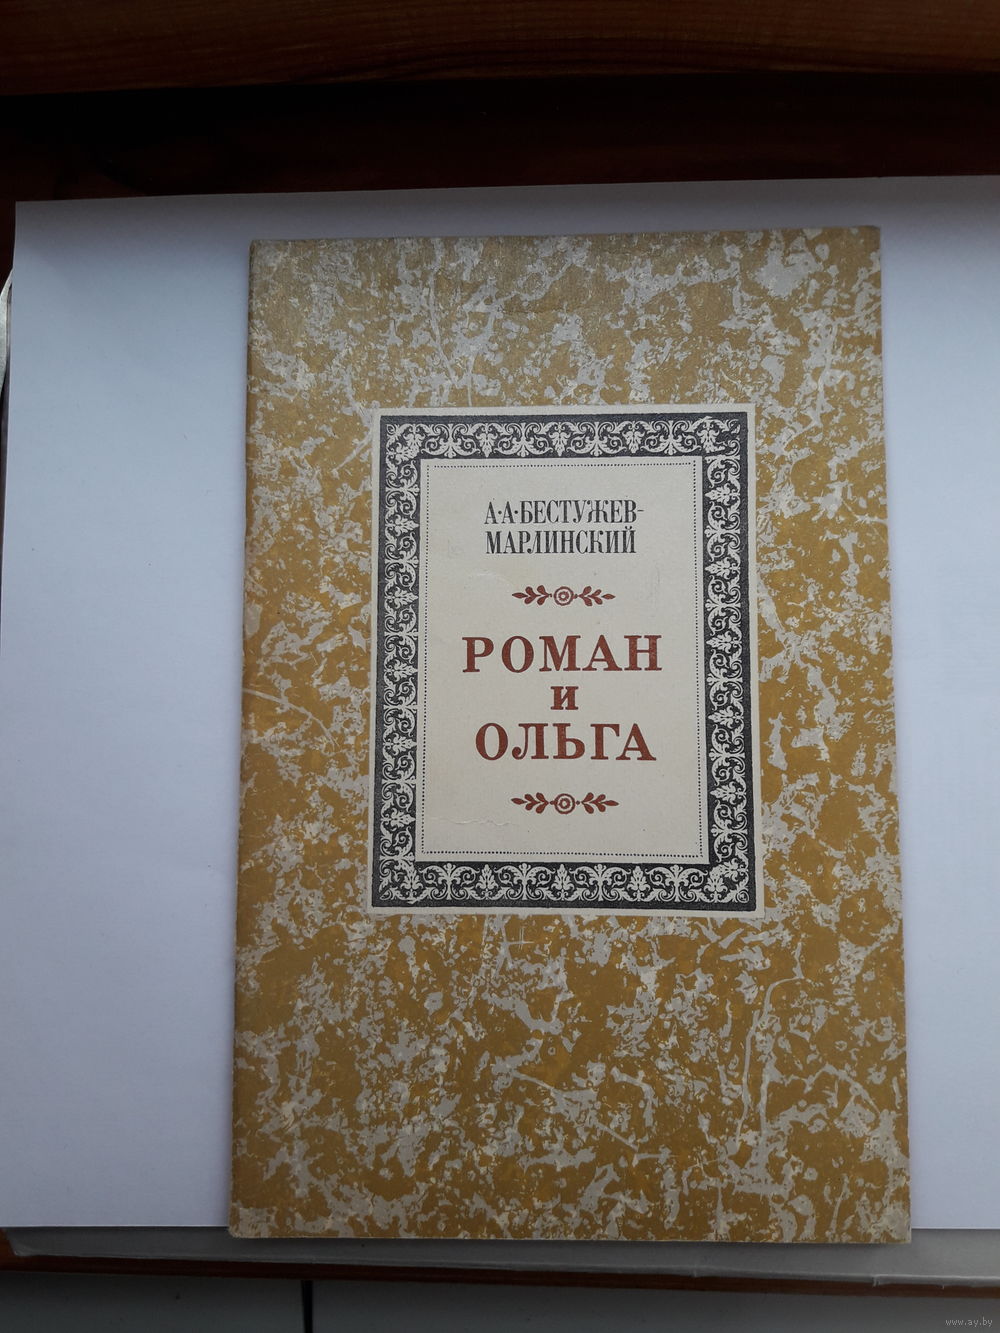 А·А·БЕСТУЖЕВ-
МАРЛИНСКИЙ
РОМАН
И
ОЛЬГА
www.ay.by